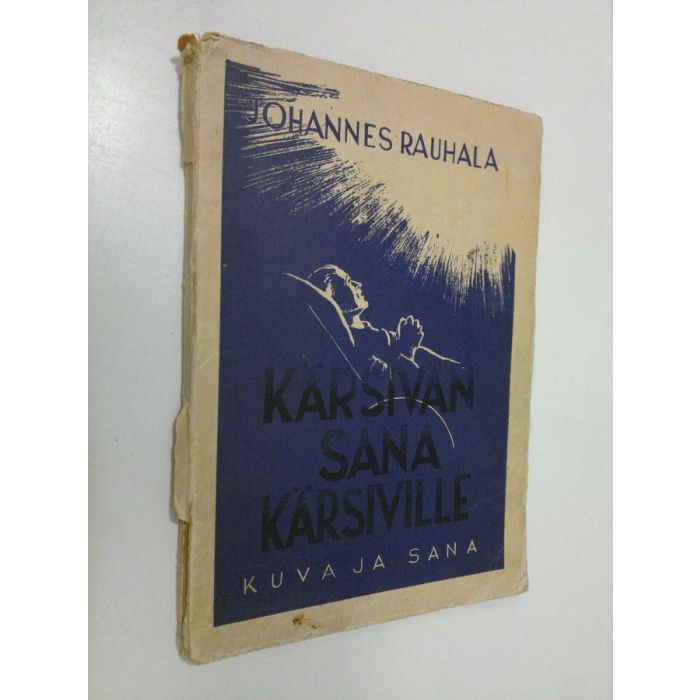 JOHANNES RAUHALA
KÄRSIVÄN
SANA
KÄRSIVILLE
KUVA JA SANA